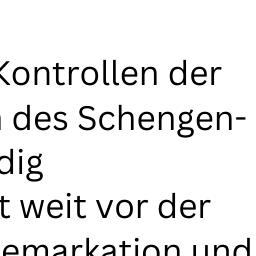 Kontrollen der
des Schengen-
dig
t weit vor der
emarkation und